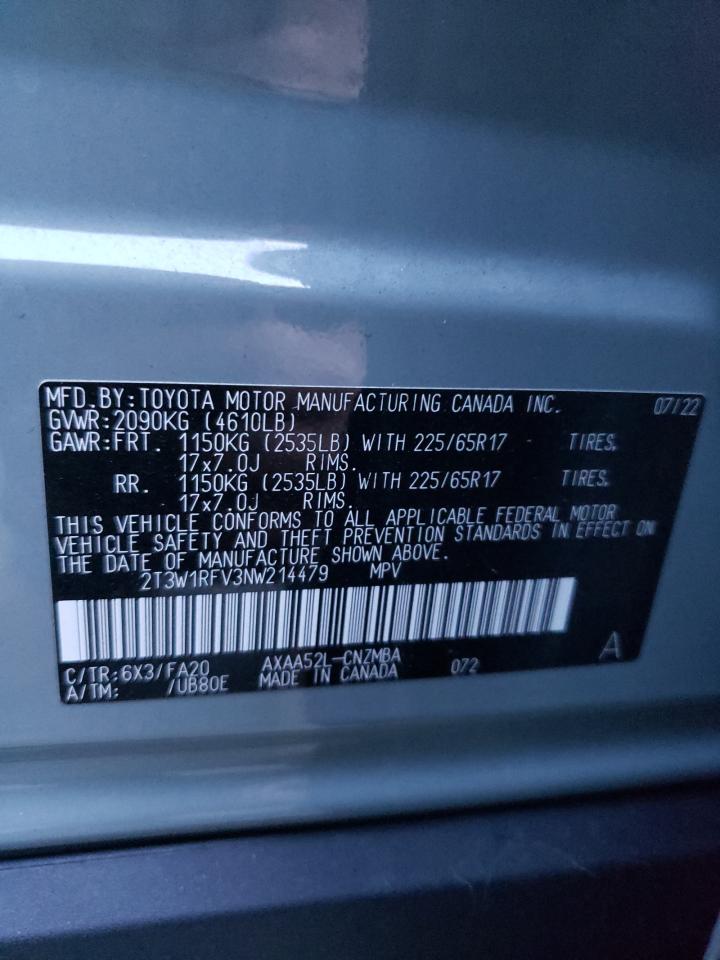 MFD.BY:TOYOTA MOTOR MANUFACTURING CANADA INC. 07/22
GVWR:2090KG (4610LB)
GAWR:FRT. 1150KG (2535LB) WITH 225/65R17 - TIRES,
17x7.0J RIMS.
RR. 1150KG (2535LB) WITH 225/65R17 TIRES,
17x7.0J RIMS.
THIS VEHICLE CONFORMS TO ALL APPLICABLE FEDERAL MOTOR
VEHICLE SAFETY AND THEFT PREVENTION STANDARDS IN EFFECT ON
THE DATE OF MANUFACTURE SHOWN ABOVE.
2T3W1RFV3NW214479 MPV
C/TR:6X3/FA20 AXAA52L-CNZMBA 072 A
A/TM: /UB80E MADE IN CANADA